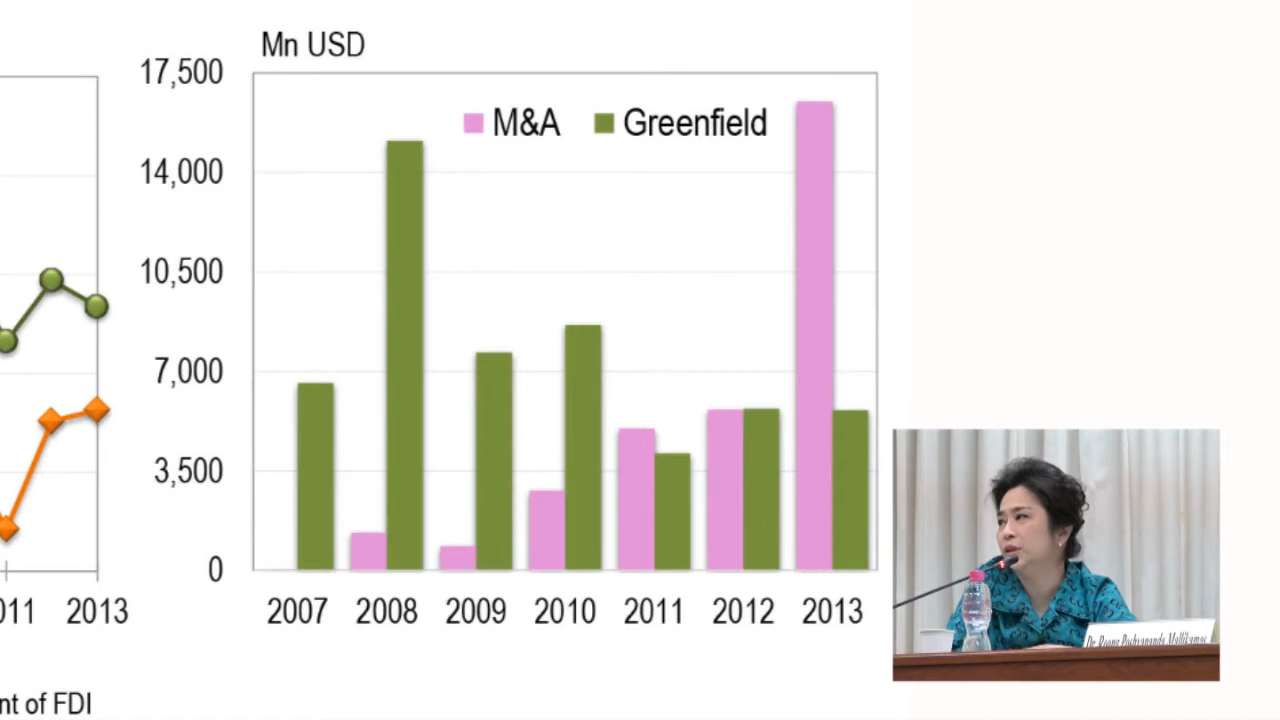 Mn USD
17,500
M&A Greenfield
14,000
10,500
7,000
3,500
0
011 2013
2007 2008 2009 2010 2011 2012 2013
nt of FDI